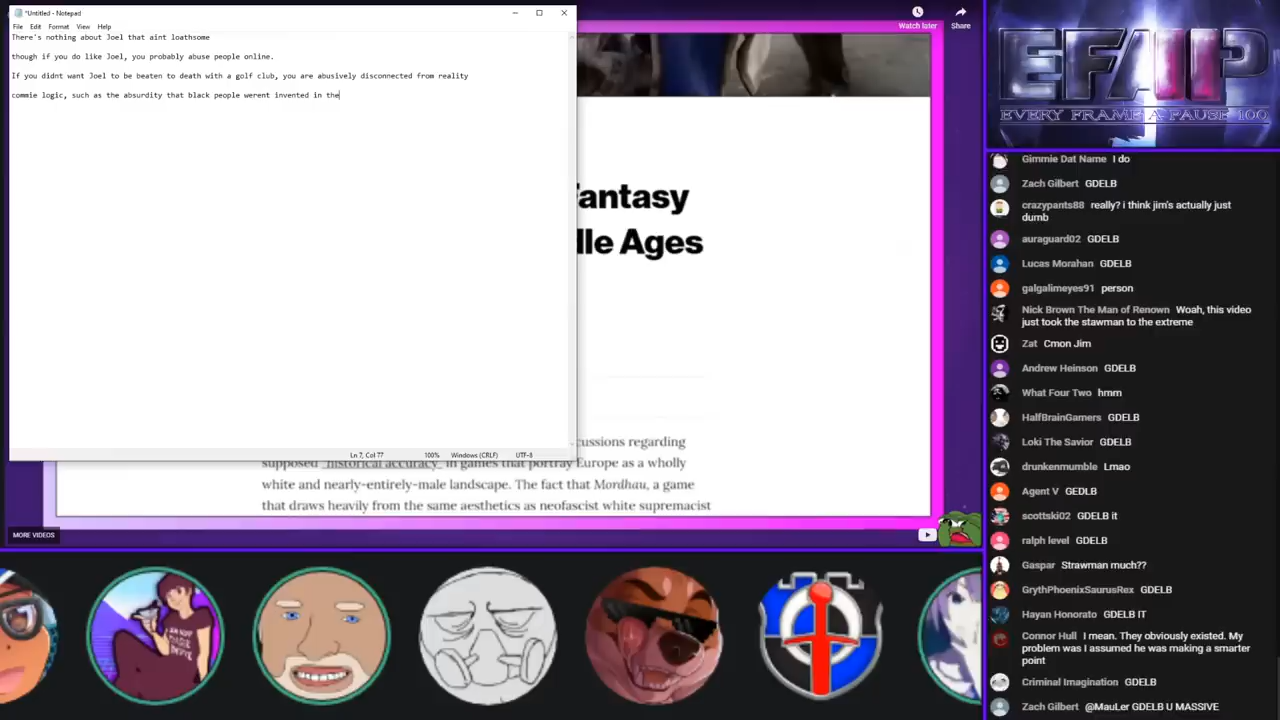 *Untitled - Notepad
File Edit Format View Help
There's nothing about Joel that aint loathsome
though if you do like Joel, you probably abuse people online.
If you didnt want Joel to be beaten to death with a golf club, you are abusively disconnected from reality
commie logic, such as the absurdity that black people werent invented in the
Ln 7, Col 77 100% Windows (CRLF) UTF-8
Watch later Share
Fantasy
dle Ages
cussions regarding
supposed "historical accuracy" in games that portray Europe as a wholly
white and nearly-entirely-male landscape. The fact that Mordhau, a game
that draws heavily from the same aesthetics as neofascist white supremacist
MORE VIDEOS
EFAP
EVERY FRAME A PAUSE 100
Gimmie Dat Name I do
Zach Gilbert GDELB
crazypants88 really? i think jim's actually just
dumb
auraguard02 GDELB
Lucas Morahan GDELB
galgalimeyes91 person
Nick Brown The Man of Renown Woah, this video
just took the stawman to the extreme
Zat Cmon Jim
Andrew Heinson GDELB
What Four Two hmm
HalfBrainGamers GDELB
Loki The Savior GDELB
drunkenmumble Lmao
Agent V GEDLB
scottski02 GDELB it
ralph level GDELB
Gaspar Strawman much??
GrythPhoenixSaurusRex GDELB
Hayan Honorato GDELB IT
Connor Hull I mean. They obviously existed. My
problem was I assumed he was making a smarter
point
Criminal Imagination GDELB
Zach Gilbert @MauLer GDELB U MASSIVE